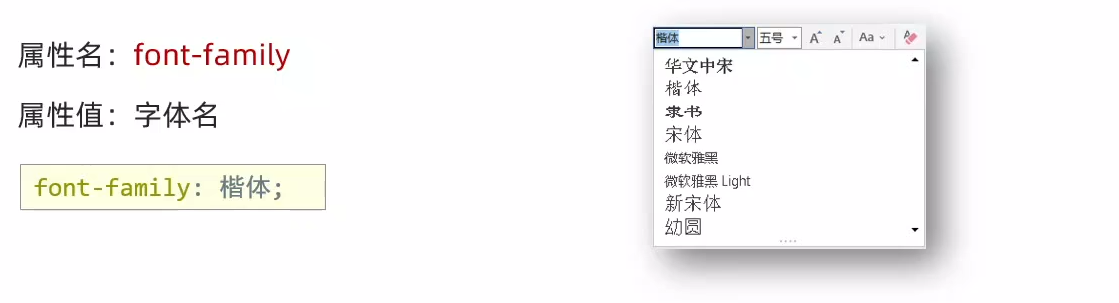 属性名：font-family
属性值：字体名
font-family: 楷体;
楷体 五号 A A Aa A
华文中宋
楷体
隶书
宋体
微软雅黑
微软雅黑 Light
新宋体
幼圆